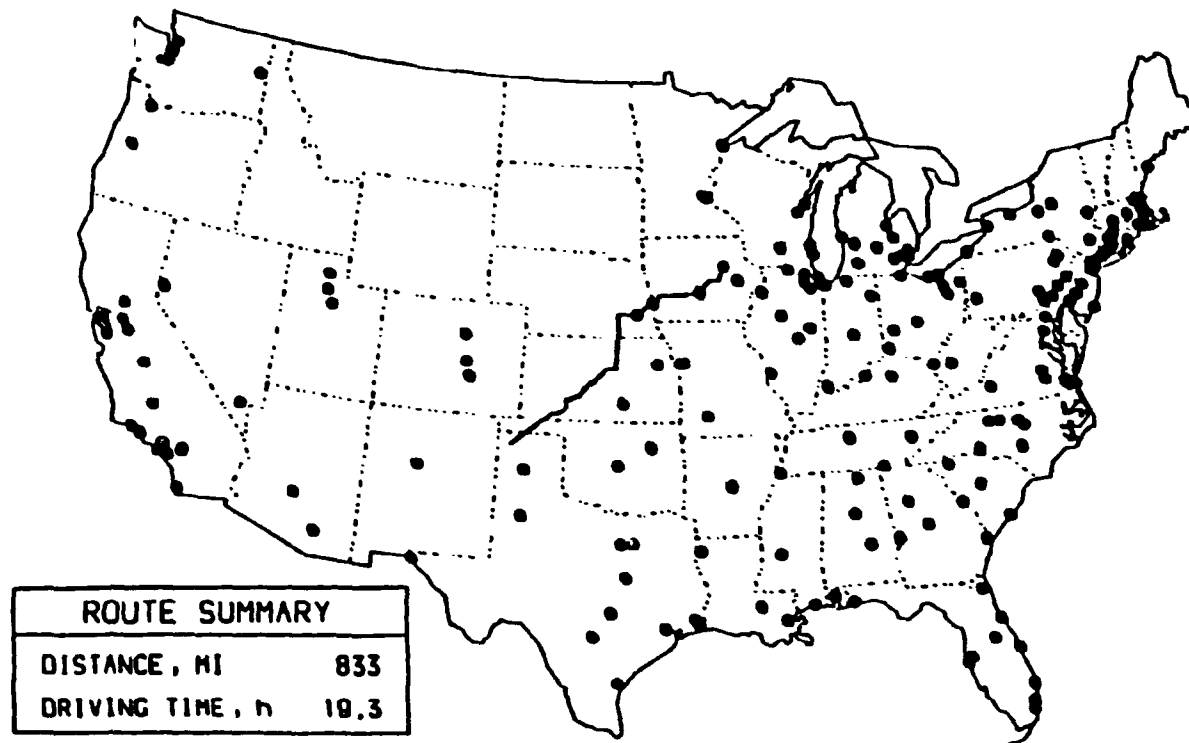 ROUTE SUMMARY
DISTANCE, MI 833
DRIVING TIME, h 19.3